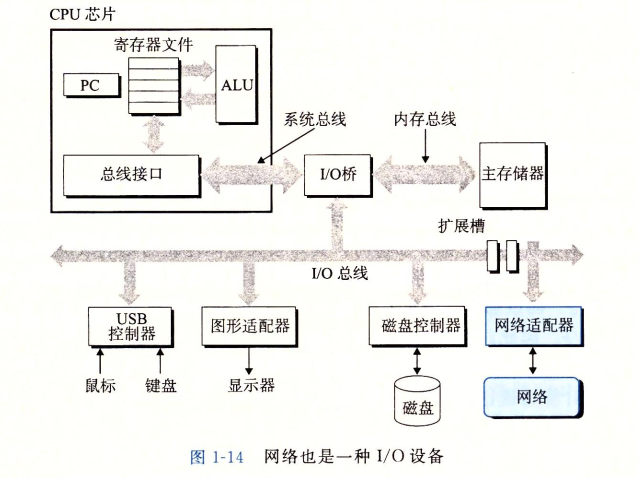 CPU 芯片
寄存器文件
PC
ALU
系统总线
内存总线
总线接口
I/O桥
主存储器
扩展槽
I/O 总线
USB
控制器
图形适配器
磁盘控制器
网络适配器
鼠标
键盘
显示器
磁盘
网络
图 1-14 网络也是一种 I/O 设备